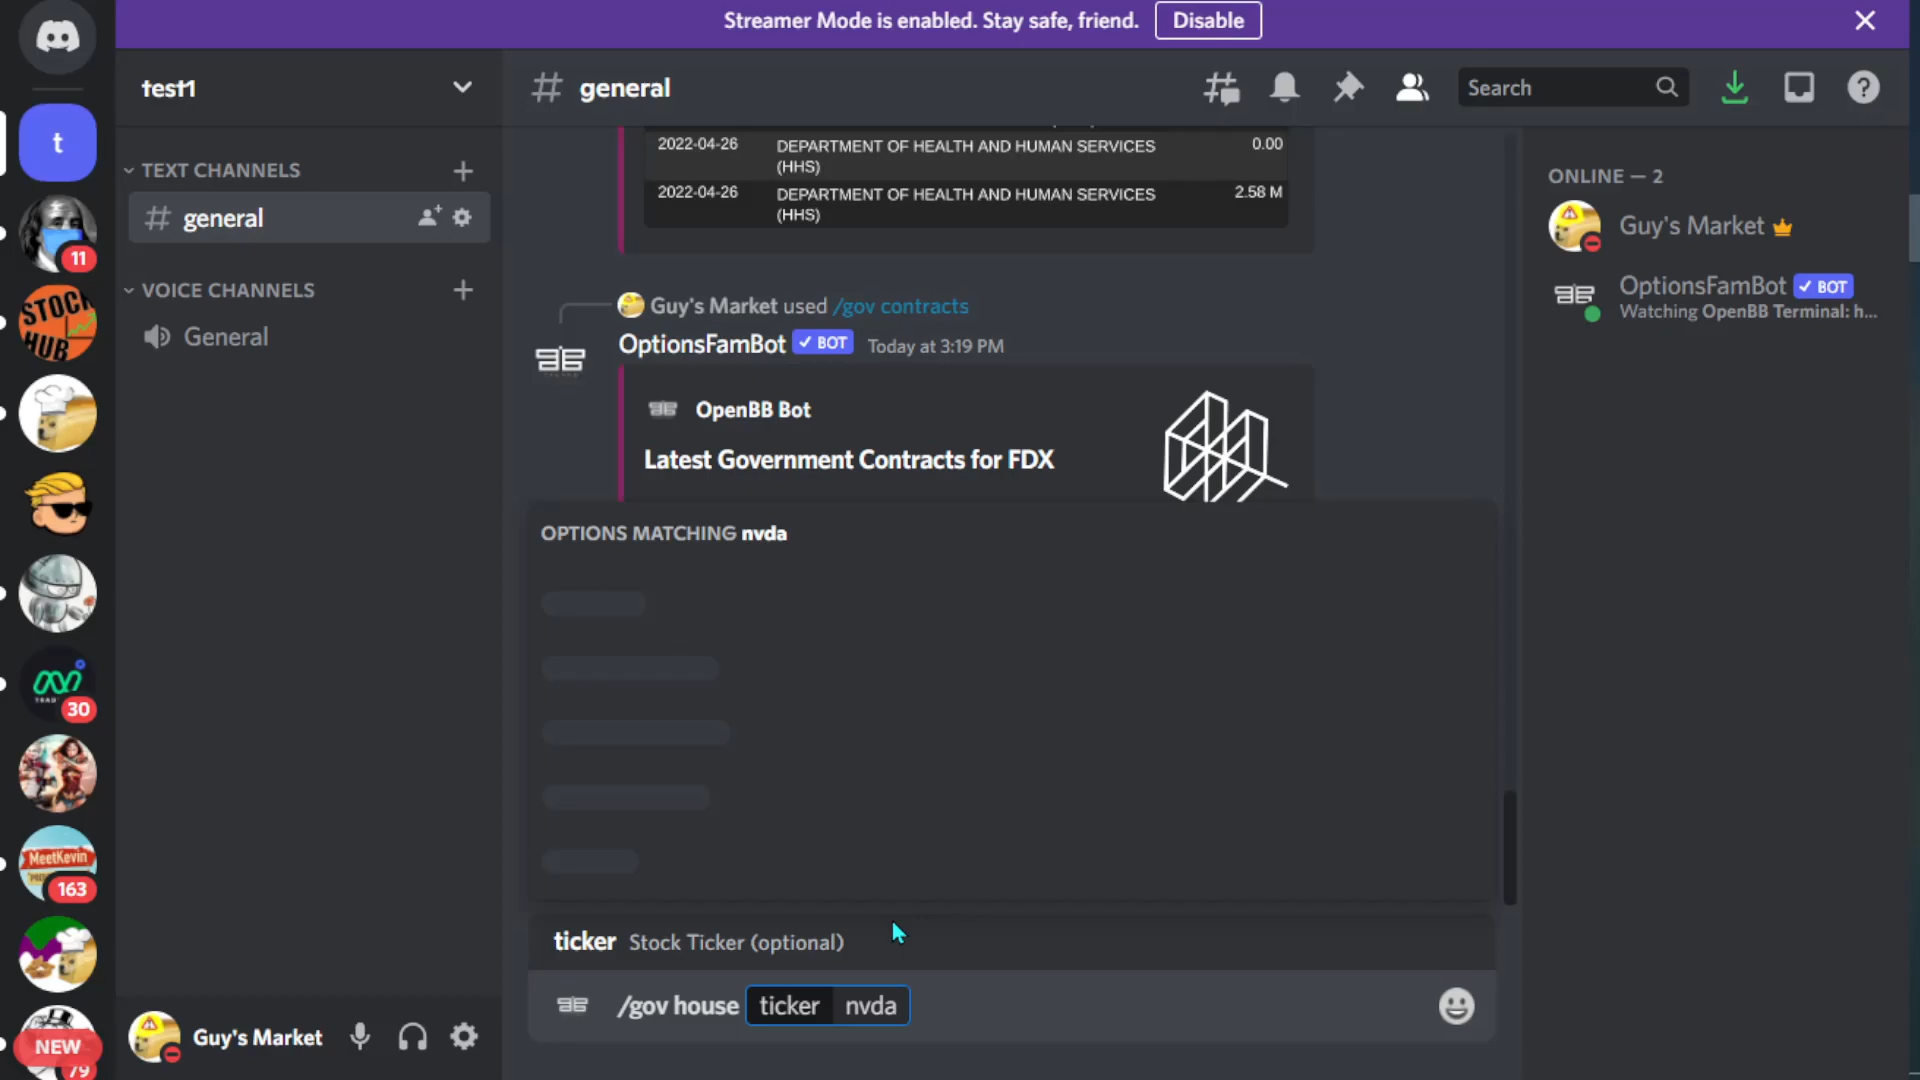 Streamer Mode is enabled. Stay safe, friend. Disable
test1
general
Search
TEXT CHANNELS
general
VOICE CHANNELS
General
t
11
STOCK
HUB
30
MeetKevin
163
NEW
79
2022-04-26 DEPARTMENT OF HEALTH AND HUMAN SERVICES 0.00
(HHS)
2022-04-26 DEPARTMENT OF HEALTH AND HUMAN SERVICES 2.58 M
(HHS)
Guy's Market used /gov contracts
OptionsFamBot ✓ BOT Today at 3:19 PM
OpenBB Bot
Latest Government Contracts for FDX
OPTIONS MATCHING nvda
ticker Stock Ticker (optional)
/gov house ticker nvda
Guy's Market
ONLINE — 2
Guy's Market
OptionsFamBot ✓ BOT
Watching OpenBB Terminal: h...